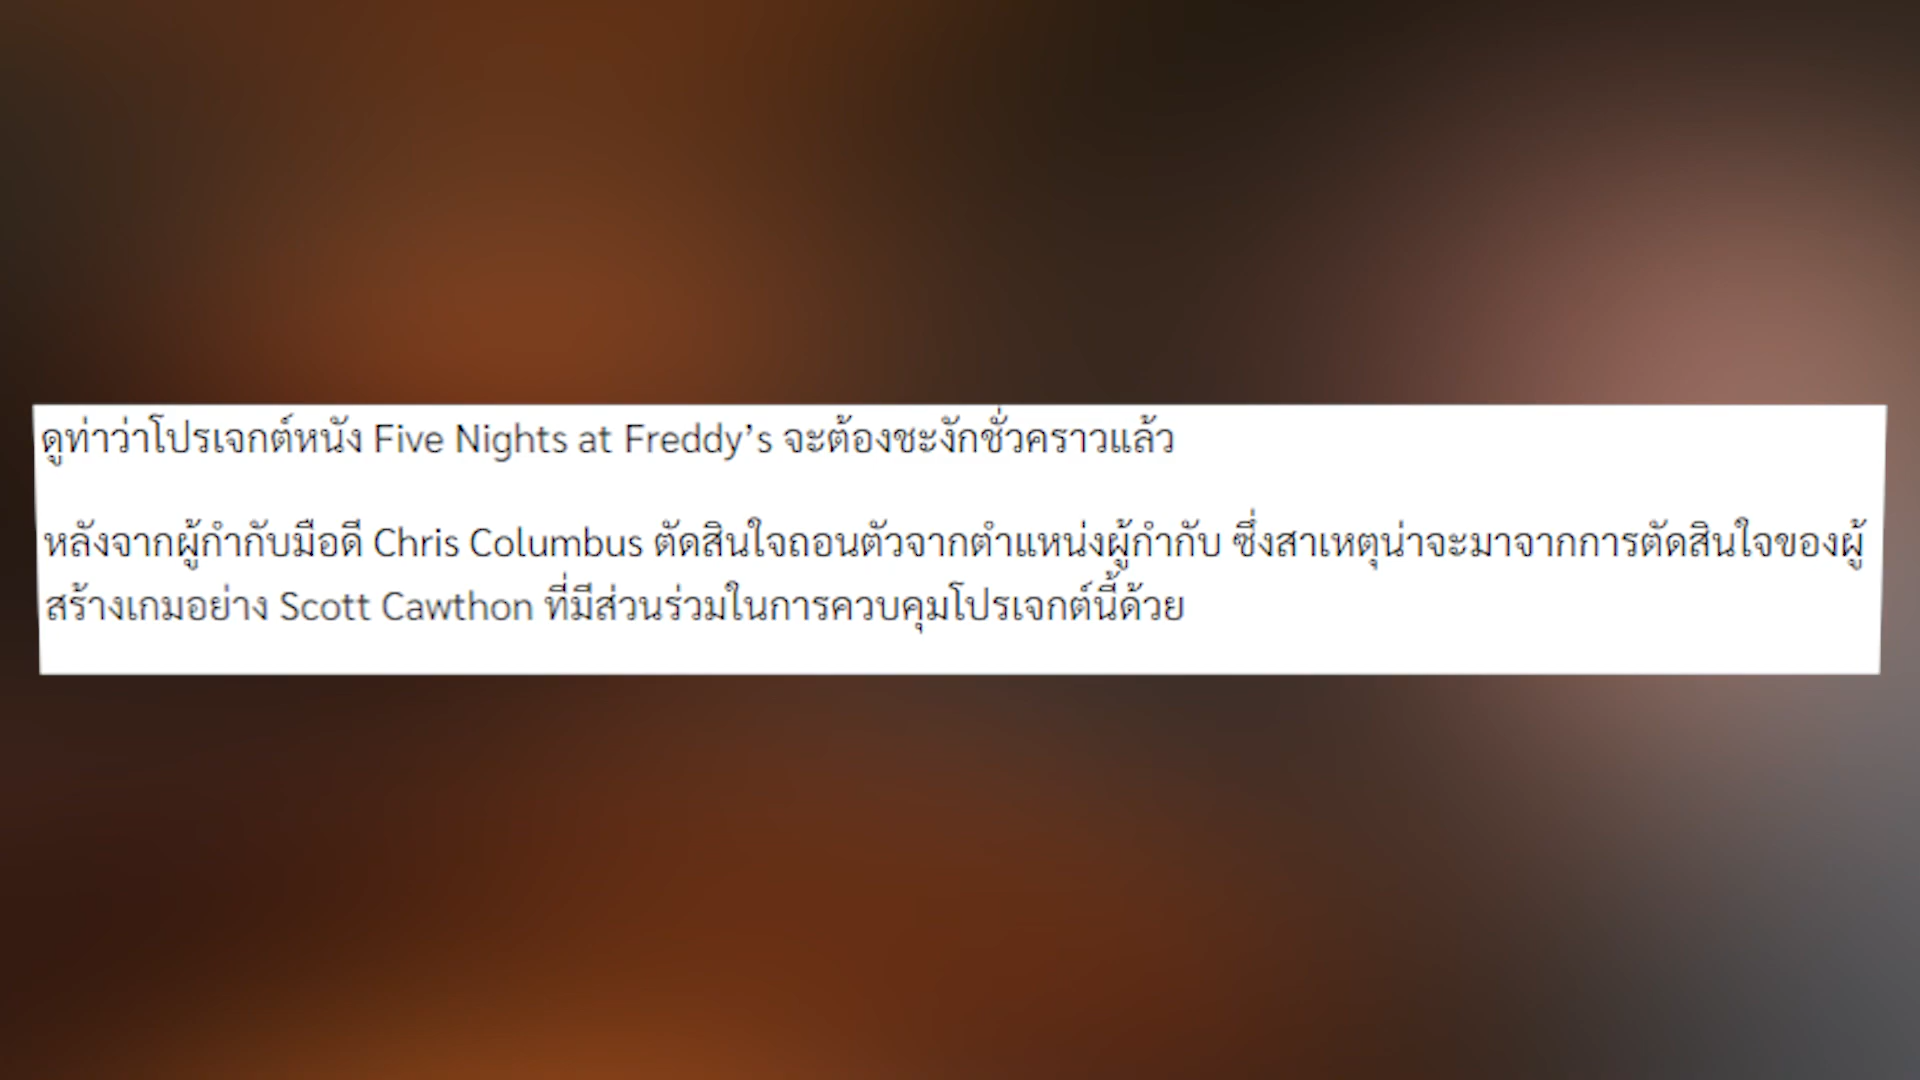 ดูท่าว่าโปรเจกต์หนัง Five Nights at Freddy’s จะต้องชะงักชั่วคราวแล้ว
หลังจากผู้กำกับมือดี Chris Columbus ตัดสินใจถอนตัวจากตำแหน่งผู้กำกับ ซึ่งสาเหตุน่าจะมาจากการตัดสินใจของผู้
สร้างเกมอย่าง Scott Cawthon ที่มีส่วนร่วมในการควบคุมโปรเจกต์นี้ด้วย